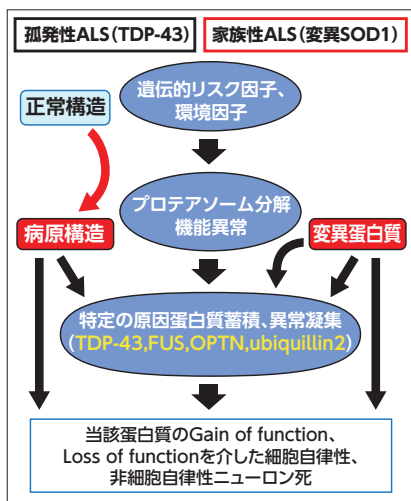 孤発性ALS(TDP-43)
家族性ALS(変異SOD1)
遺伝的リスク因子、
環境因子
正常構造
プロテアソーム分解
機能異常
病原構造
変異蛋白質
特定の原因蛋白質蓄積、異常凝集
(TDP-43,FUS,OPTN,ubiquillin2)
当該蛋白質のGain of function、
Loss of functionを介した細胞自律性、
非細胞自律性ニューロン死